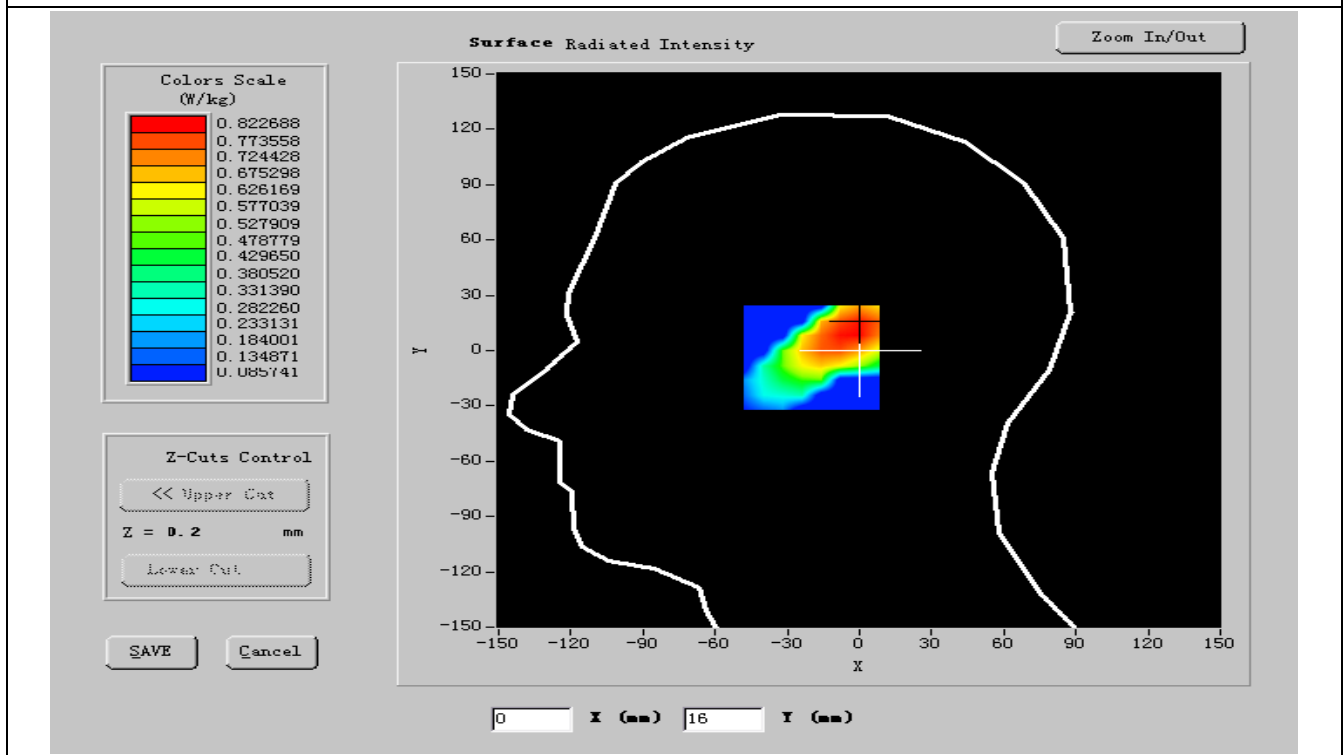 Surface Radiated Intensity
Zoom In/Out
Colors Scale
(W/kg)
0.822688
0.773558
0.724428
0.675298
0.626169
0.577039
0.527909
0.478779
0.429650
0.380520
0.331390
0.282260
0.233131
0.184001
0.134871
0.085741
Z-Cuts Control
<< Upper Cut
Z = 0.2 mm
Lower Cut
SAVE
Cancel
150
120
90
60
30
0
-30
-60
-90
-120
-150
Y
-150 -120 -90 -60 -30 0 30 60 90 120 150
X
0 X (mm) 16 Y (mm)